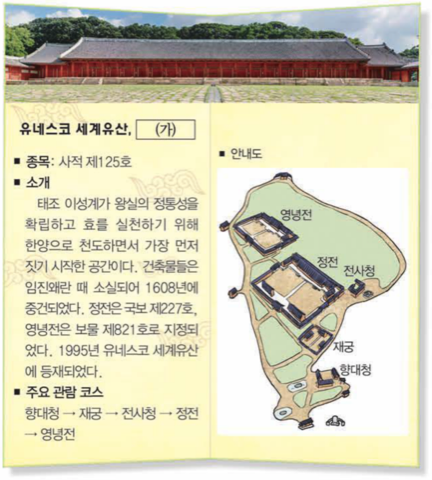 유네스코 세계유산, (가)
■ 종목: 사적 제125호
■ 소개
태조 이성계가 왕실의 정통성을
확립하고 효를 실천하기 위해
한양으로 천도하면서 가장 먼저
짓기 시작한 공간이다. 건축물들은
임진왜란 때 소실되어 1608년에
중건되었다. 정전은 국보 제227호,
영녕전은 보물 제821호로 지정되
었다. 1995년 유네스코 세계유산
에 등재되었다.
■ 주요 관람 코스
향대청 → 재궁 → 전사청 → 정전
→ 영녕전
■ 안내도
영녕전
정전
전사청
재궁
향대청